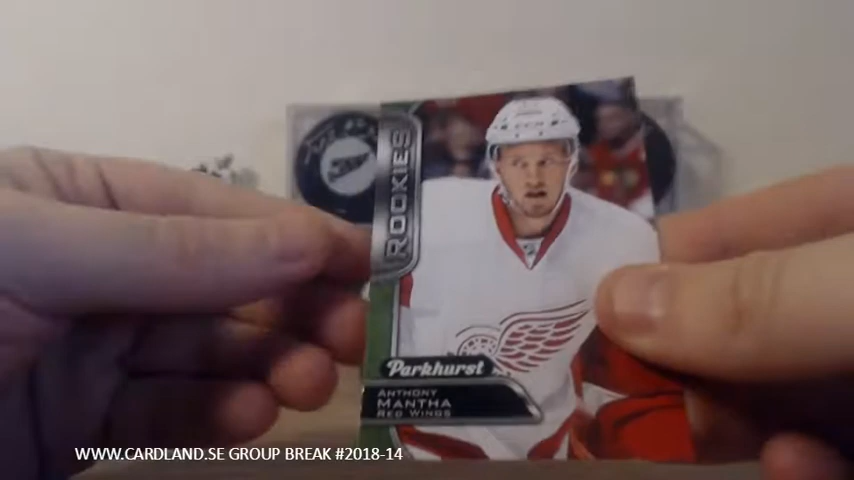 ROOKIES
Parkhurst
ANTHONY
MANTHA
RED WINGS
WWW.CARDLAND.SE GROUP BREAK #2018-14